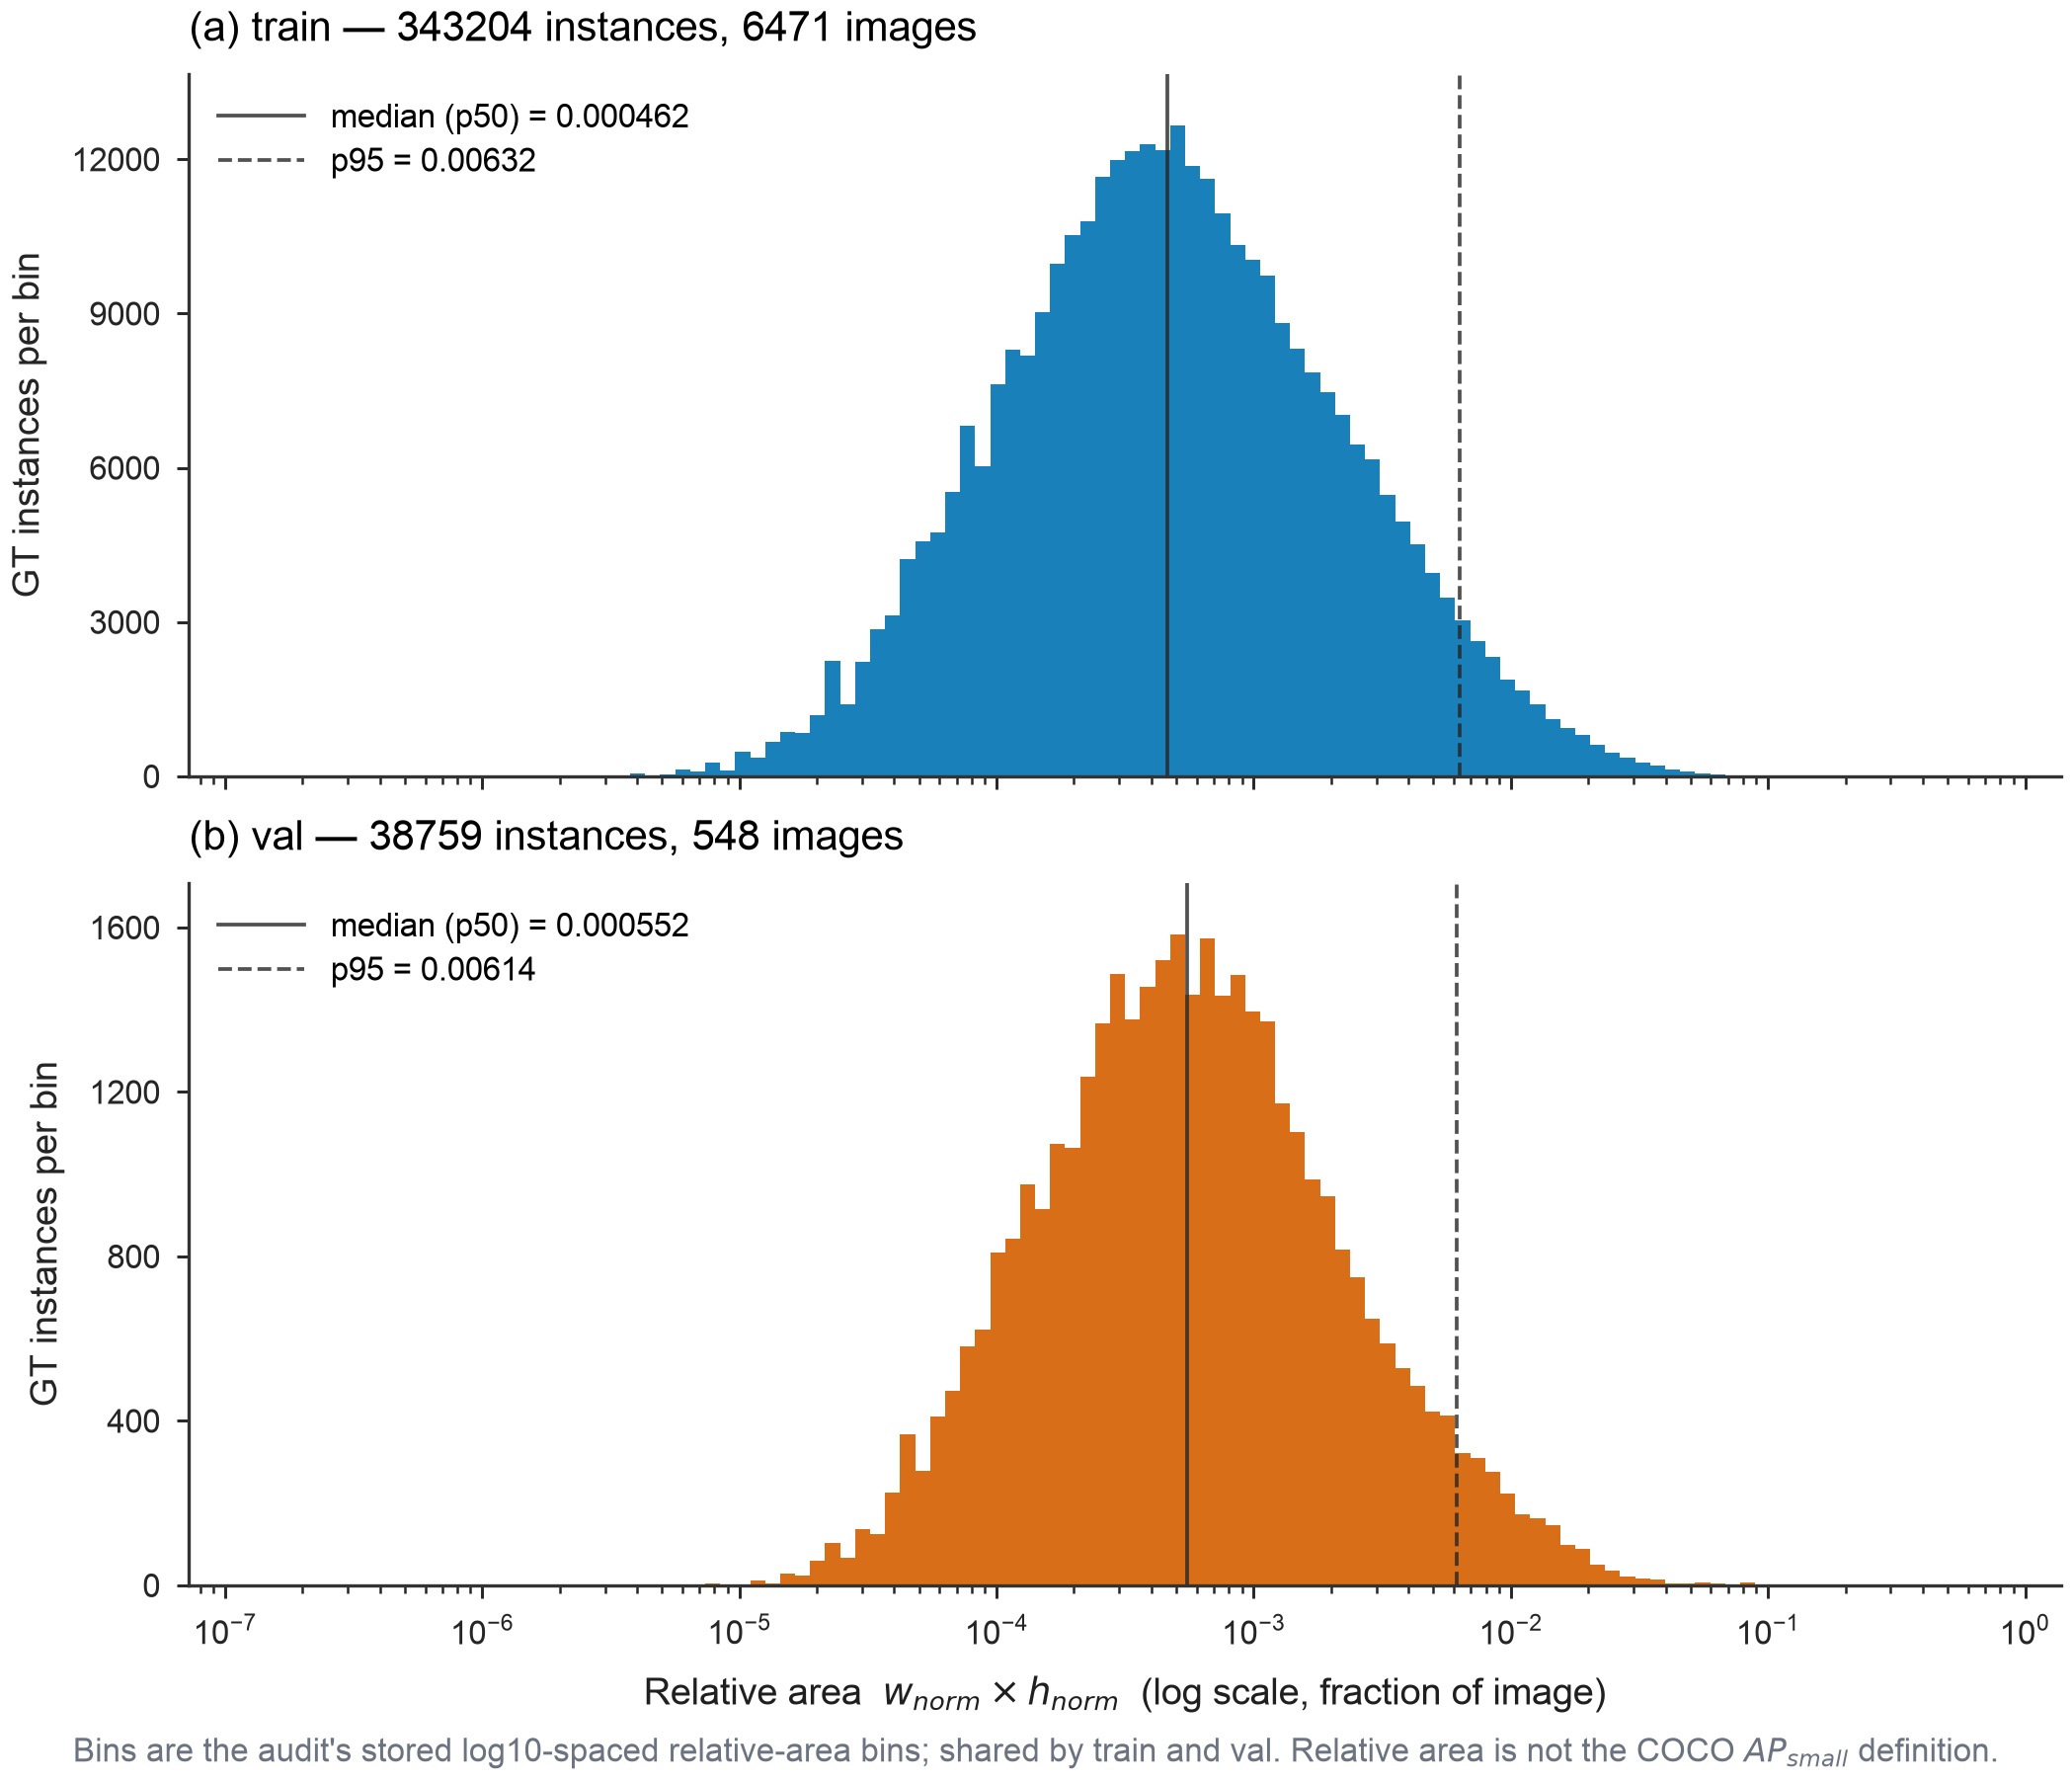 (a) train — 343204 instances, 6471 images
median (p50) = 0.000462
p95 = 0.00632
GT instances per bin
12000
9000
6000
3000
0
(b) val — 38759 instances, 548 images
median (p50) = 0.000552
p95 = 0.00614
GT instances per bin
1600
1200
800
400
0
10⁻⁷ 10⁻⁶ 10⁻⁵ 10⁻⁴ 10⁻³ 10⁻² 10⁻¹ 10⁰
Relative area w_norm × h_norm (log scale, fraction of image)
Bins are the audit's stored log10-spaced relative-area bins; shared by train and val. Relative area is not the COCO AP_small definition.